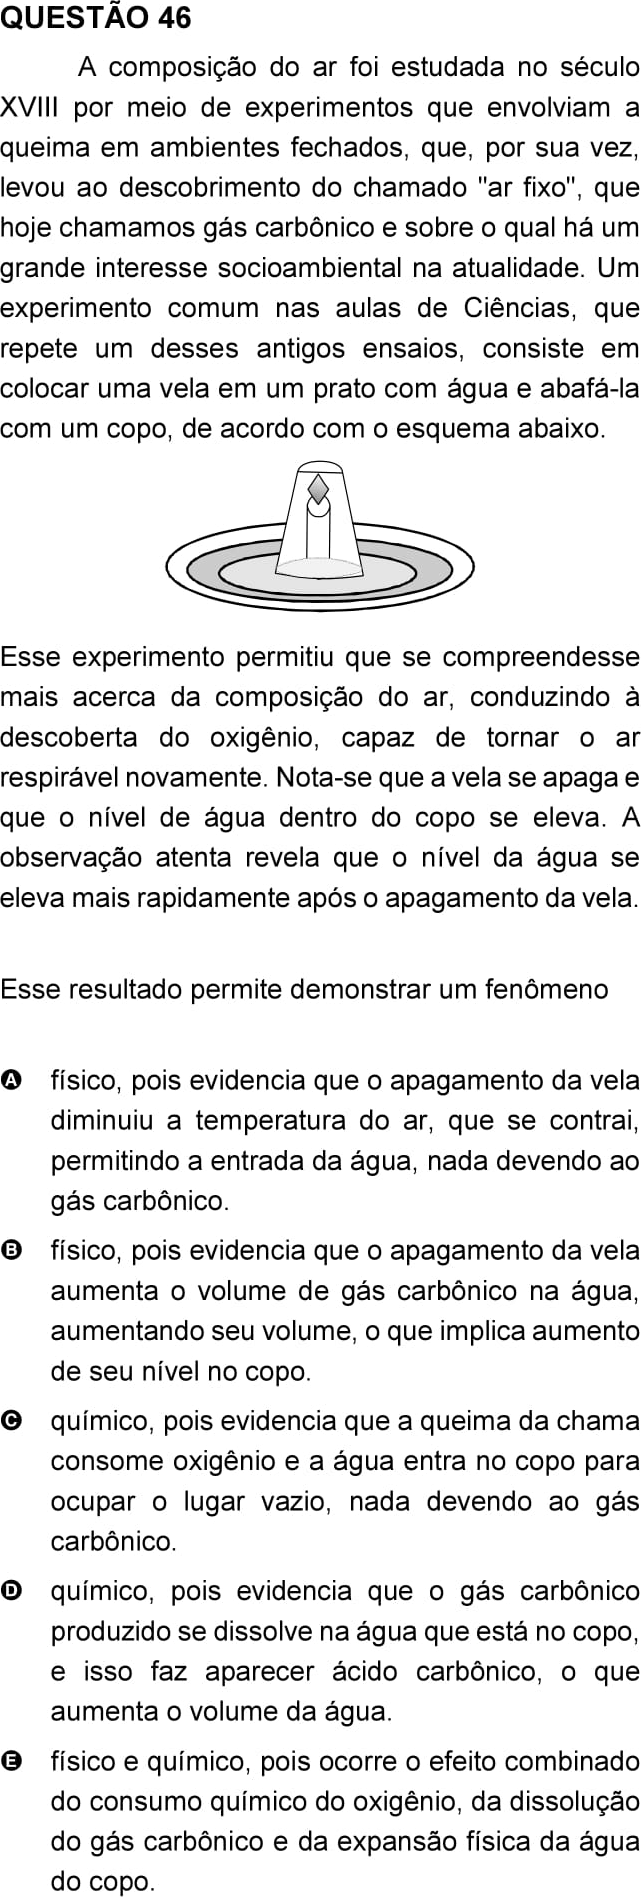 QUESTÃO 46
A composição do ar foi estudada no século
XVIII por meio de experimentos que envolviam a
queima em ambientes fechados, que, por sua vez,
levou ao descobrimento do chamado "ar fixo", que
hoje chamamos gás carbônico e sobre o qual há um
grande interesse socioambiental na atualidade. Um
experimento comum nas aulas de Ciências, que
repete um desses antigos ensaios, consiste em
colocar uma vela em um prato com água e abafá-la
com um copo, de acordo com o esquema abaixo.
Esse experimento permitiu que se compreendesse
mais acerca da composição do ar, conduzindo à
descoberta do oxigênio, capaz de tornar o ar
respirável novamente. Nota-se que a vela se apaga e
que o nível de água dentro do copo se eleva. A
observação atenta revela que o nível da água se
eleva mais rapidamente após o apagamento da vela.
Esse resultado permite demonstrar um fenômeno
A físico, pois evidencia que o apagamento da vela
diminuiu a temperatura do ar, que se contrai,
permitindo a entrada da água, nada devendo ao
gás carbônico.
B físico, pois evidencia que o apagamento da vela
aumenta o volume de gás carbônico na água,
aumentando seu volume, o que implica aumento
de seu nível no copo.
C químico, pois evidencia que a queima da chama
consome oxigênio e a água entra no copo para
ocupar o lugar vazio, nada devendo ao gás
carbônico.
D químico, pois evidencia que o gás carbônico
produzido se dissolve na água que está no copo,
e isso faz aparecer ácido carbônico, o que
aumenta o volume da água.
E físico e químico, pois ocorre o efeito combinado
do consumo químico do oxigênio, da dissolução
do gás carbônico e da expansão física da água
do copo.